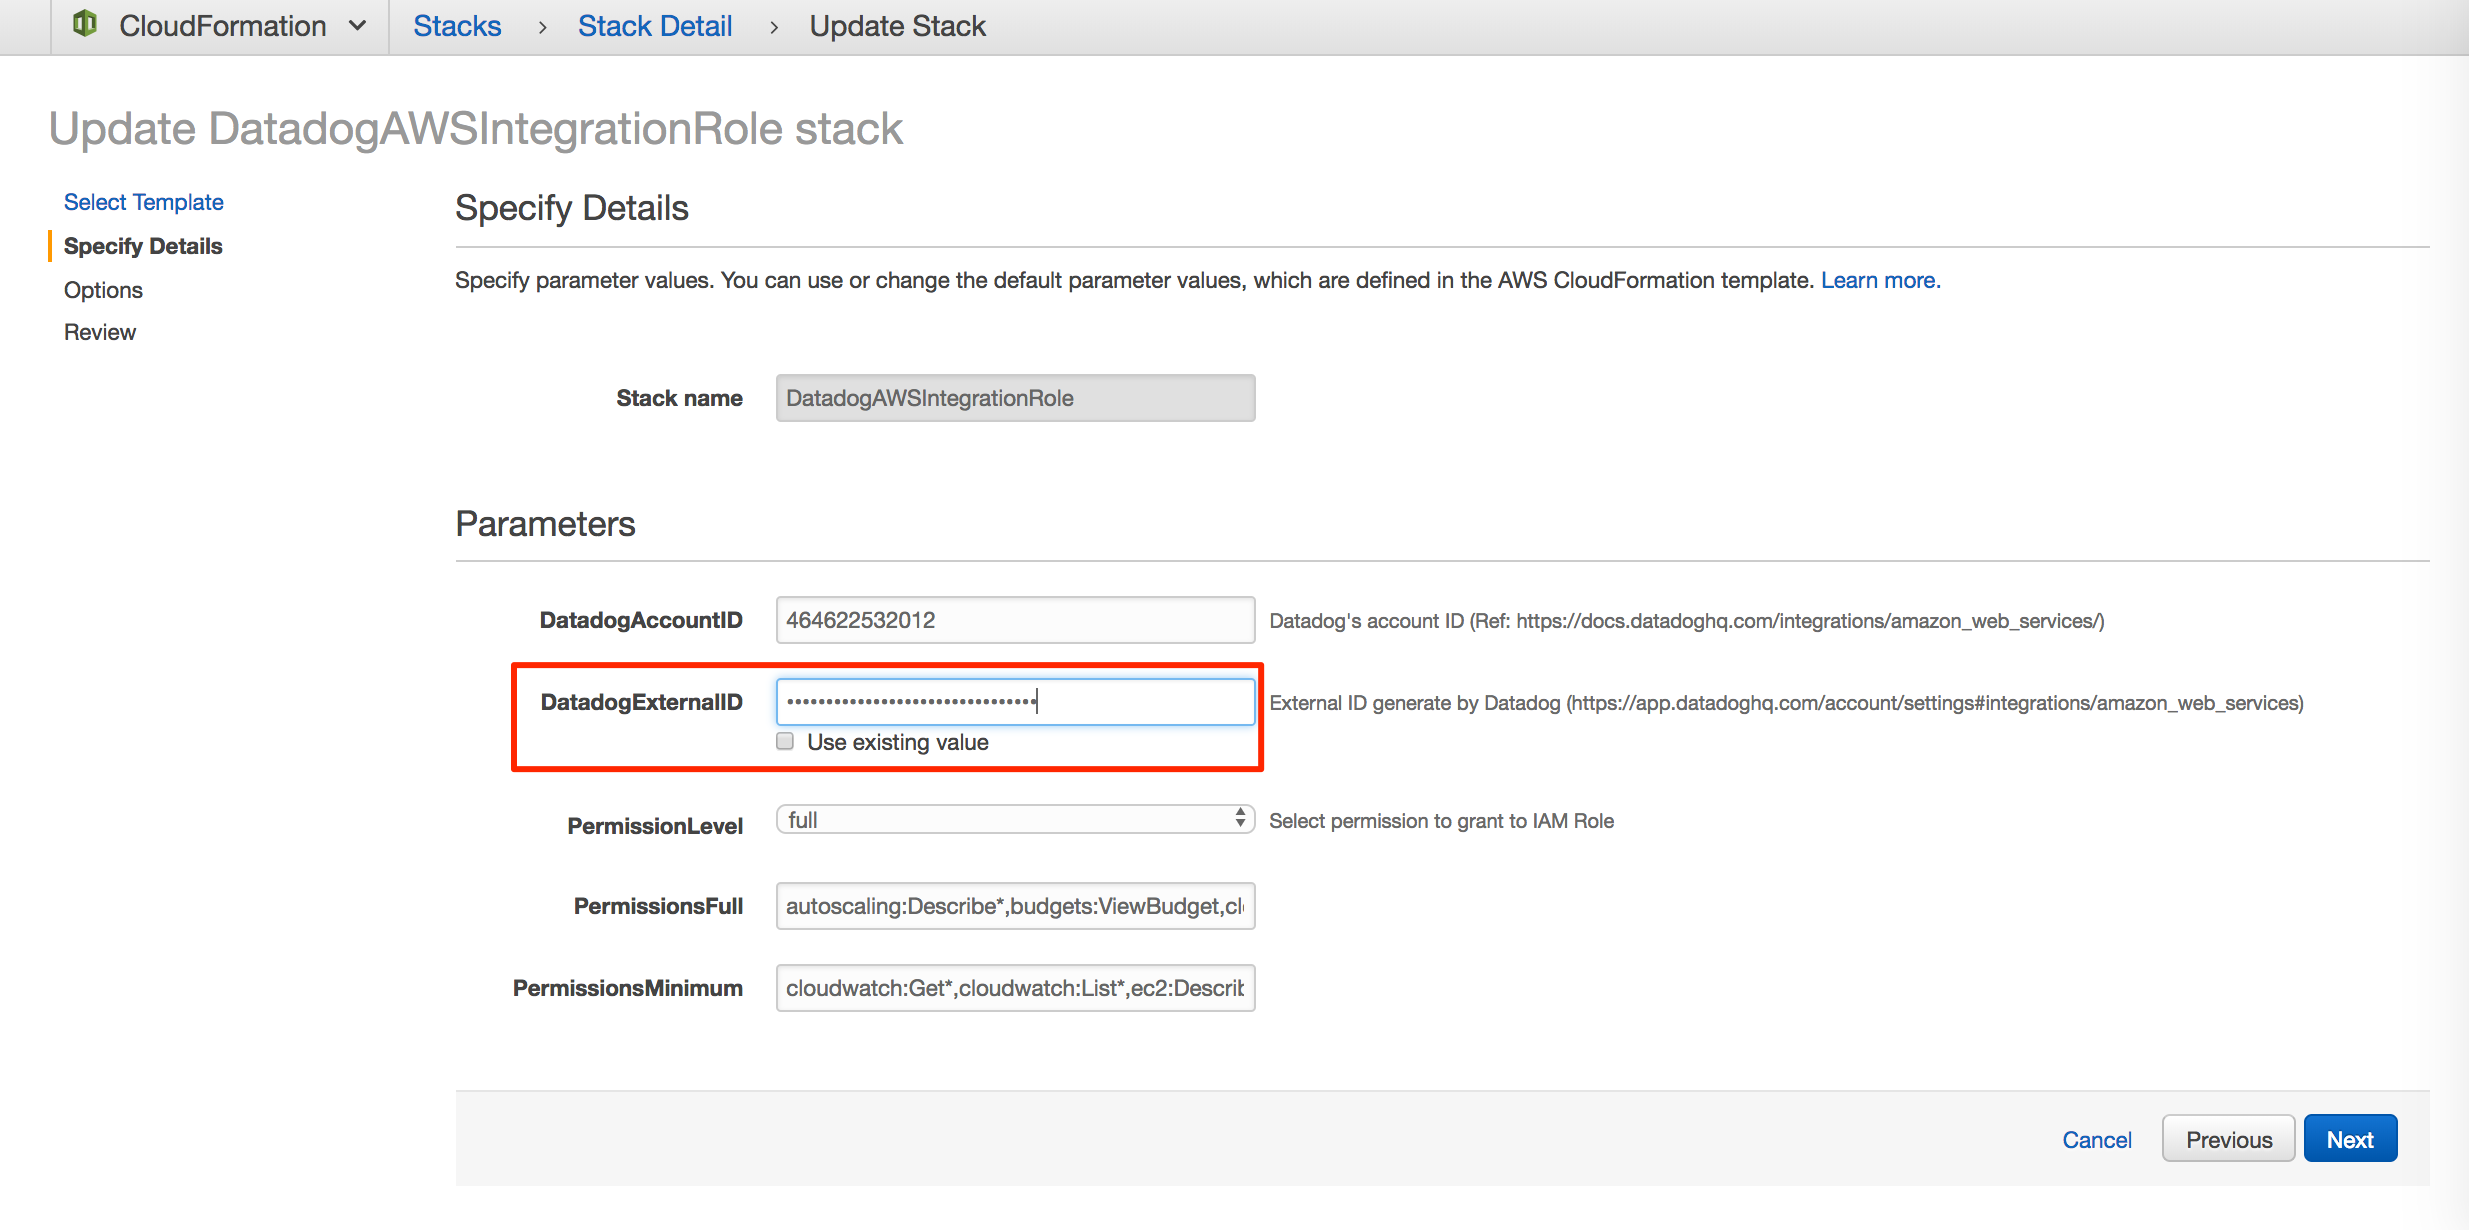 CloudFormation Stacks › Stack Detail › Update Stack
Update DatadogAWSIntegrationRole stack
Select Template
Specify Details
Options
Review
Specify Details
Specify parameter values. You can use or change the default parameter values, which are defined in the AWS CloudFormation template. Learn more.
Stack name DatadogAWSIntegrationRole
Parameters
DatadogAccountID 464622532012 Datadog's account ID (Ref: https://docs.datadoghq.com/integrations/amazon_web_services/)
DatadogExternalID •••••••••••••••••••••••••••••••• External ID generate by Datadog (https://app.datadoghq.com/account/settings#integrations/amazon_web_services)
Use existing value
PermissionLevel full Select permission to grant to IAM Role
PermissionsFull autoscaling:Describe*,budgets:ViewBudget,cl
PermissionsMinimum cloudwatch:Get*,cloudwatch:List*,ec2:Describ
Cancel Previous Next